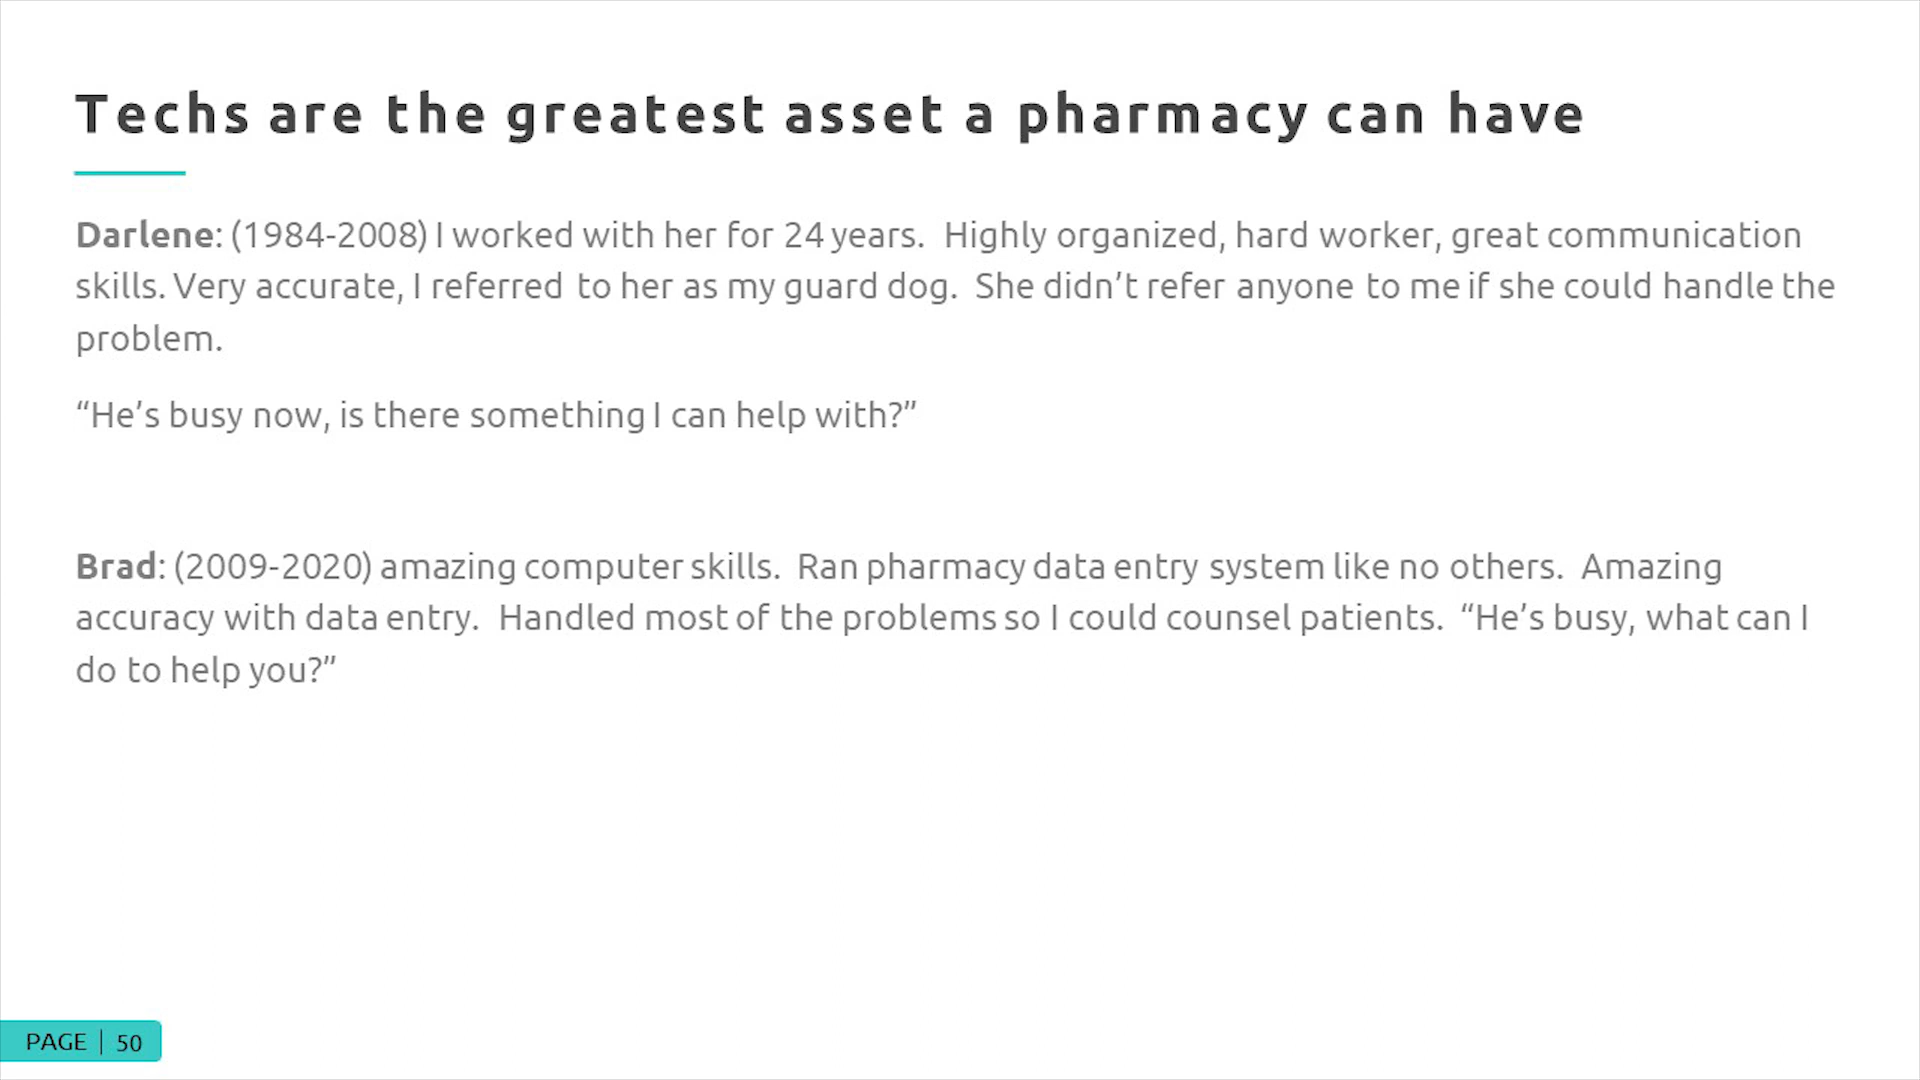 Techs are the greatest asset a pharmacy can have
Darlene: (1984-2008) I worked with her for 24 years.  Highly organized, hard worker, great communication
skills. Very accurate, I referred to her as my guard dog.  She didn’t refer anyone to me if she could handle the
problem.
“He’s busy now, is there something I can help with?”
Brad: (2009-2020) amazing computer skills.  Ran pharmacy data entry system like no others.  Amazing
accuracy with data entry.  Handled most of the problems so I could counsel patients.  “He’s busy, what can I
do to help you?”
PAGE | 50